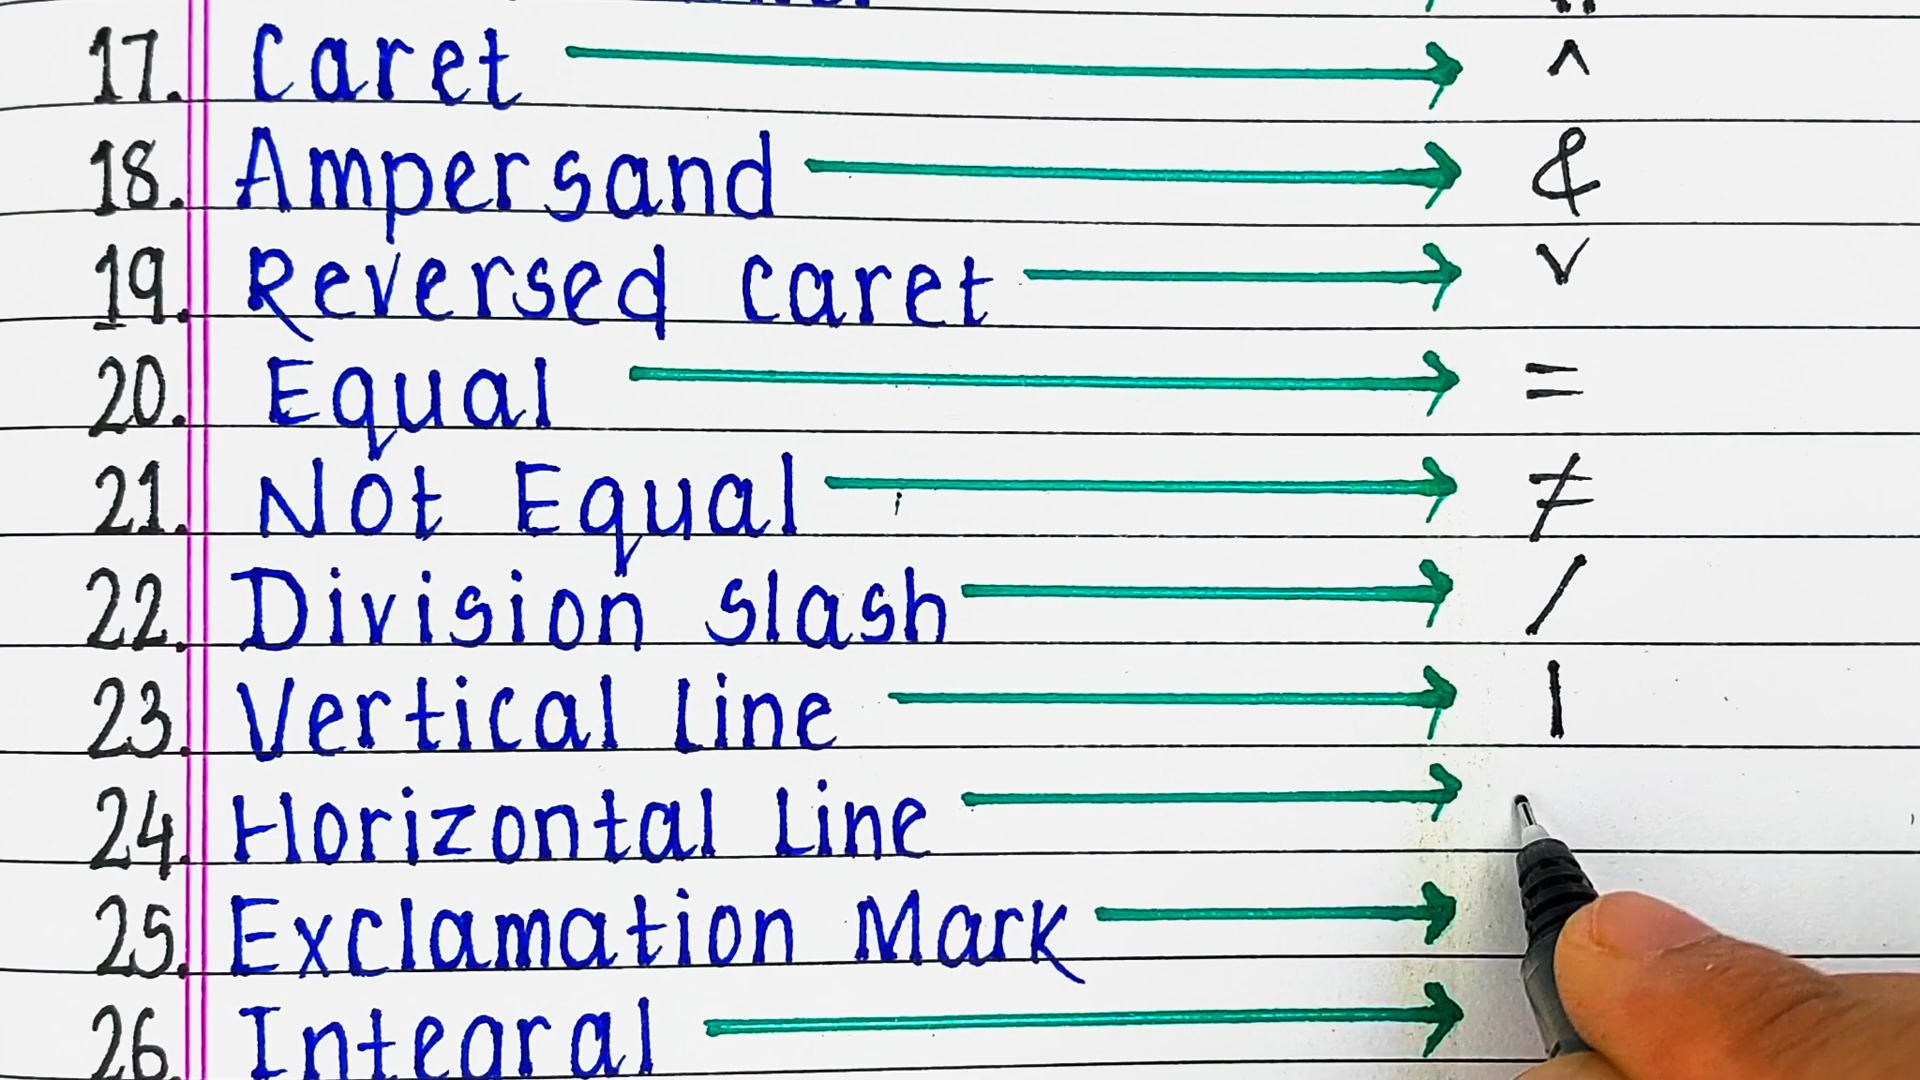 17. Caret → ^
18. Ampersand → &
19. Reversed caret → ˅
20. Equal → =
21. Not Equal → ≠
22. Division slash → /
23. Vertical line → |
24. Horizontal Line →
25. Exclamation Mark →
26. Integral →